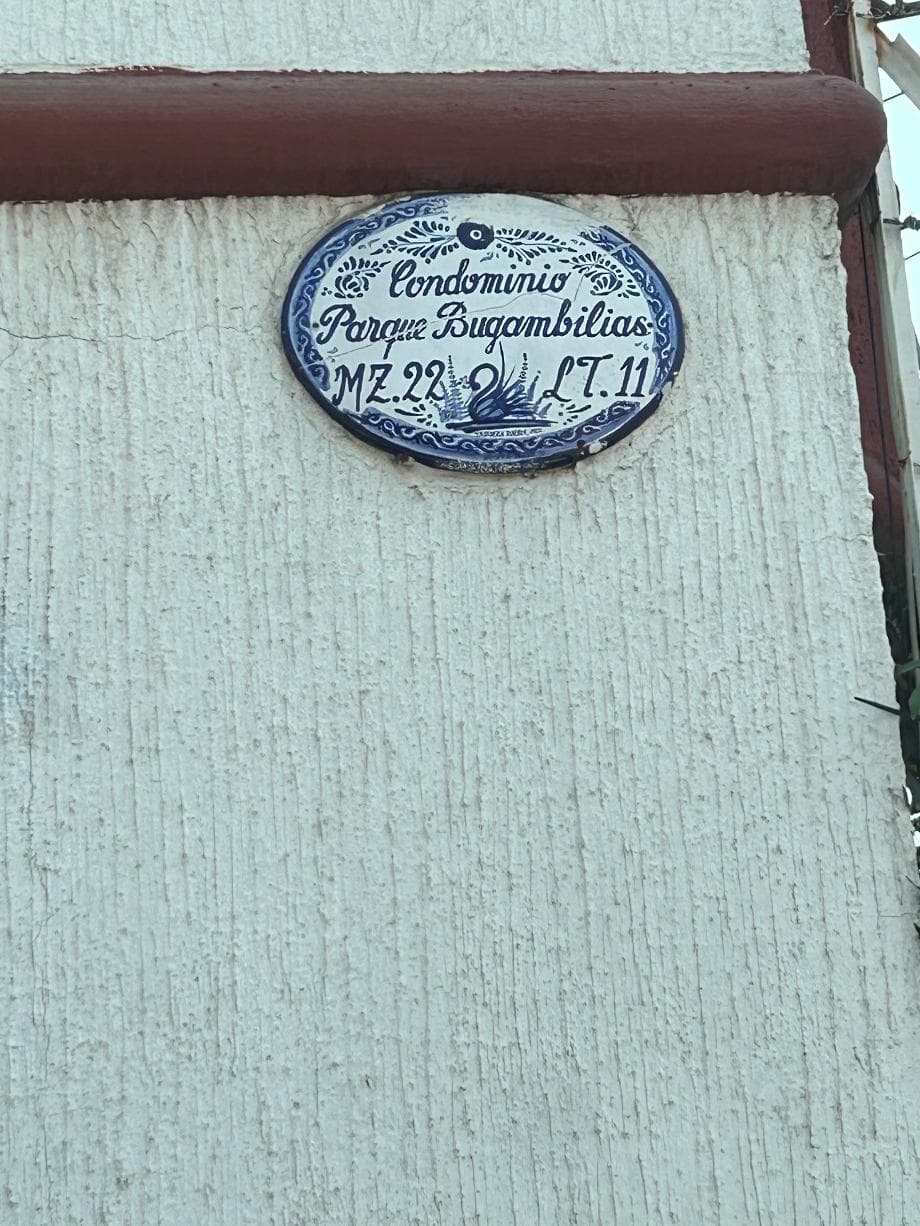 Condominio
Parque Bugambilias
MZ.22 LT.11